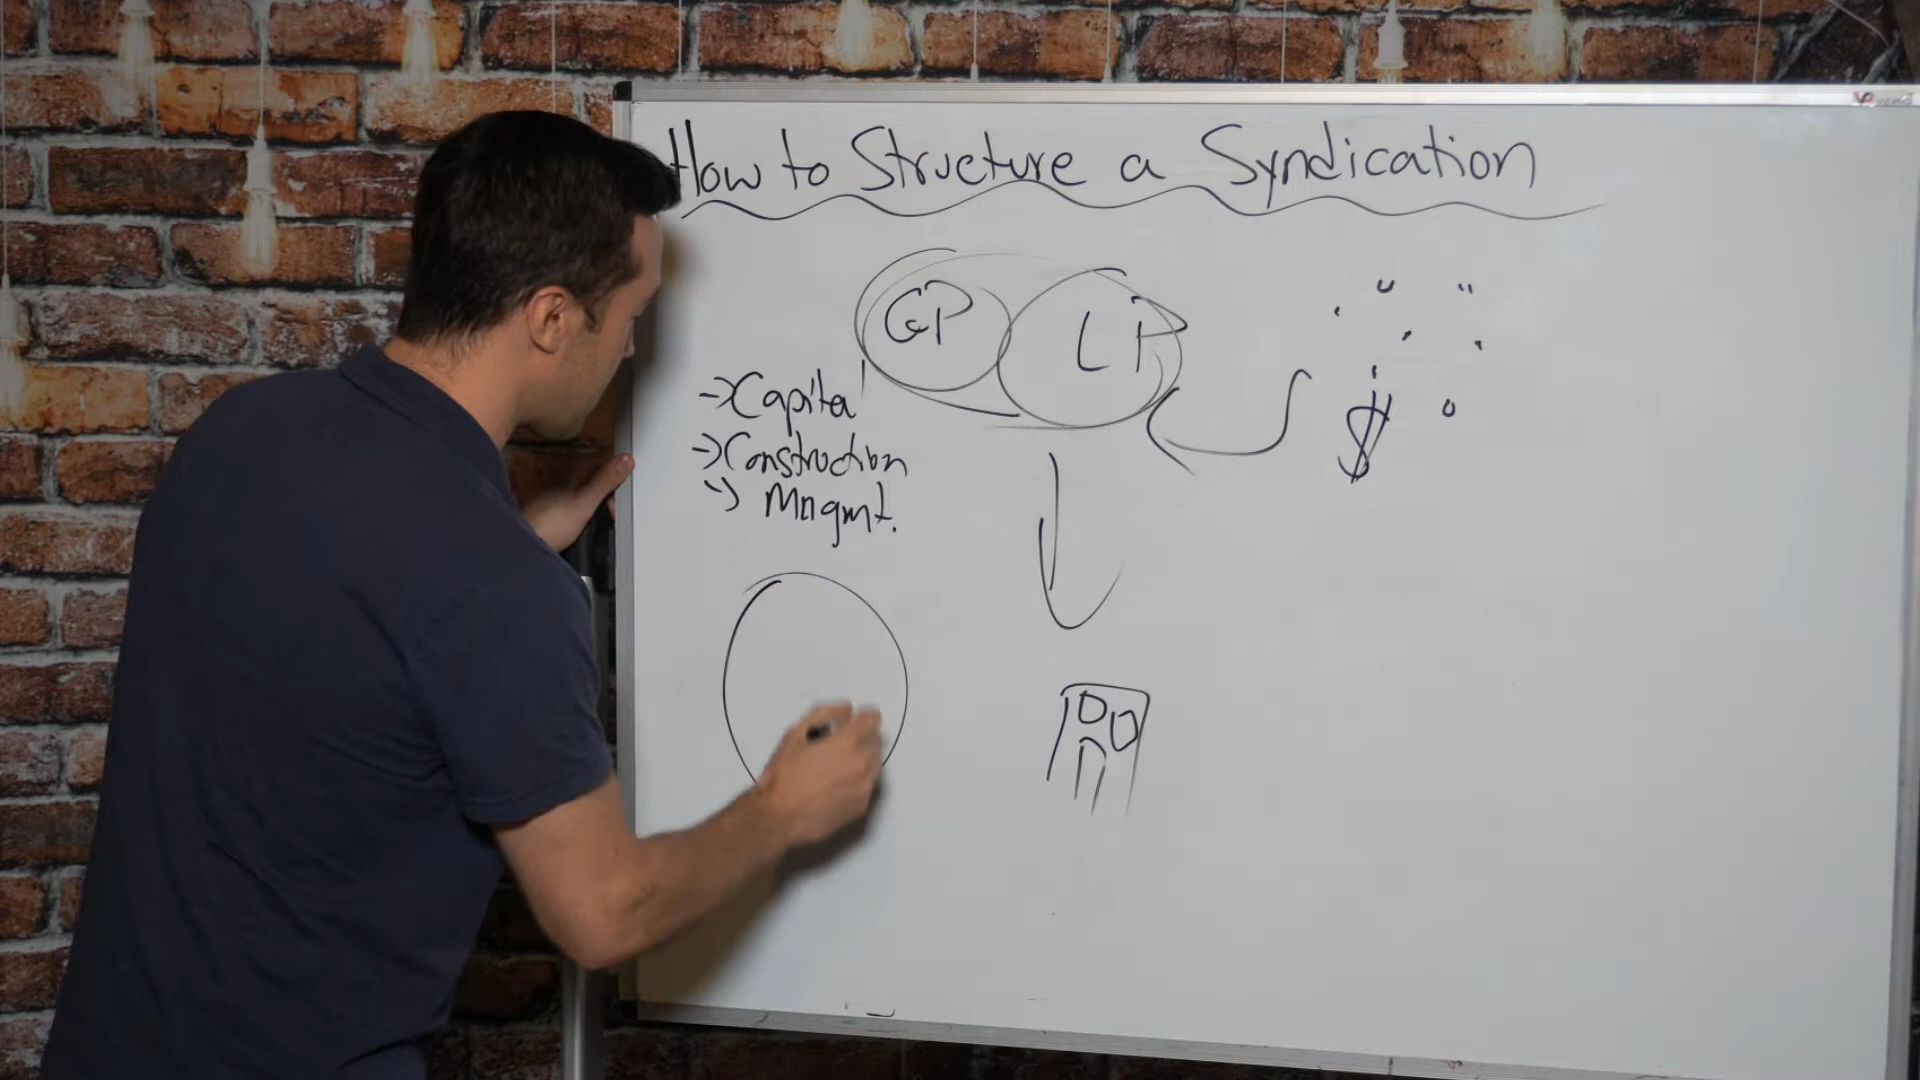 How to Structure a Syndication
GP LP
→Capital
→Construction
↳ Mngmt.
$